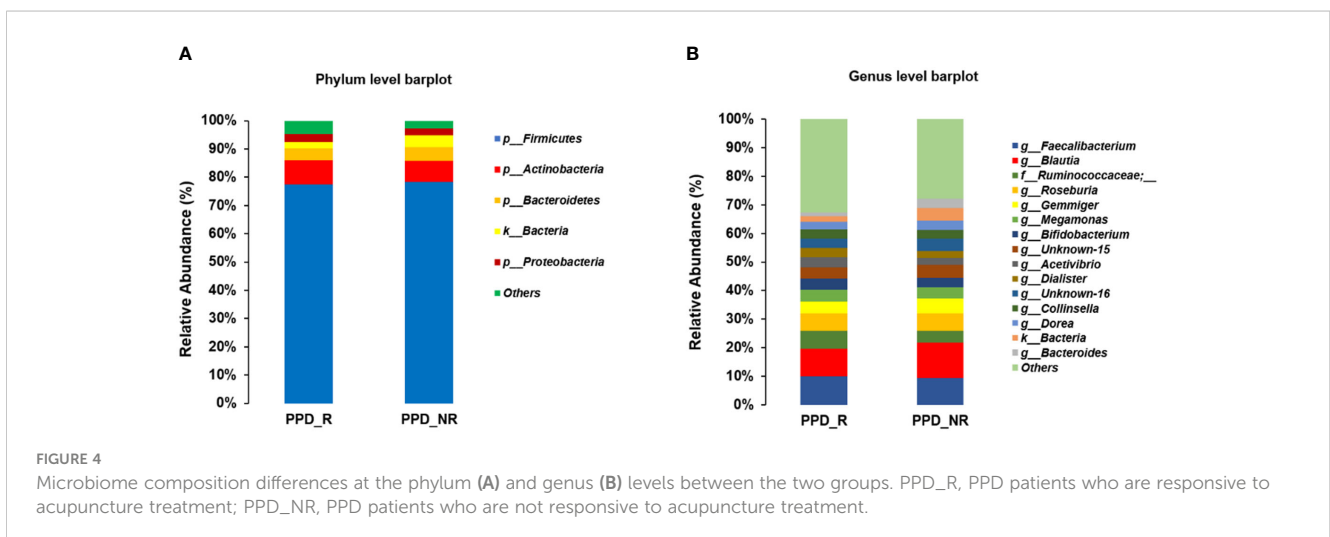 A
Phylum level barplot
Relative Abundance (%)
100%
90%
80%
70%
60%
50%
40%
30%
20%
10%
0%
PPD_R
PPD_NR
p__Firmicutes
p__Actinobacteria
p__Bacteroidetes
k__Bacteria
p__Proteobacteria
Others
B
Genus level barplot
Relative Abundance (%)
100%
90%
80%
70%
60%
50%
40%
30%
20%
10%
0%
PPD_R
PPD_NR
g__Faecalibacterium
g__Blautia
f__Ruminococcaceae;__
g__Roseburia
g__Gemmiger
g__Megamonas
g__Bifidobacterium
g__Unknown-15
g__Acetivibrio
g__Dialister
g__Unknown-16
g__Collinsella
g__Dorea
k__Bacteria
g__Bacteroides
Others
FIGURE 4
Microbiome composition differences at the phylum (A) and genus (B) levels between the two groups. PPD_R, PPD patients who are responsive to
acupuncture treatment; PPD_NR, PPD patients who are not responsive to acupuncture treatment.